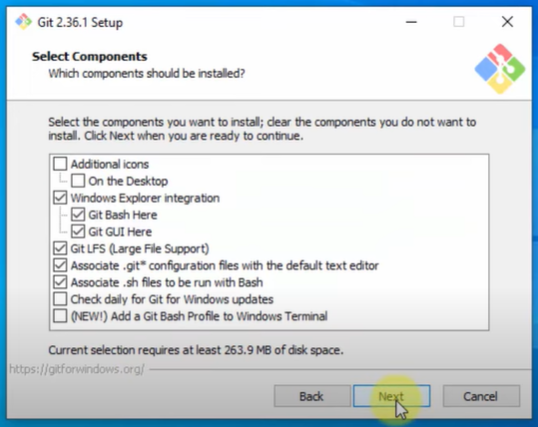 Git 2.36.1 Setup
Select Components
Which components should be installed?
Select the components you want to install; clear the components you do not want to
install. Click Next when you are ready to continue.
Additional icons
On the Desktop
Windows Explorer integration
Git Bash Here
Git GUI Here
Git LFS (Large File Support)
Associate .git* configuration files with the default text editor
Associate .sh files to be run with Bash
Check daily for Git for Windows updates
(NEW!) Add a Git Bash Profile to Windows Terminal
Current selection requires at least 263.9 MB of disk space.
https://gitforwindows.org/
Back
Next
Cancel